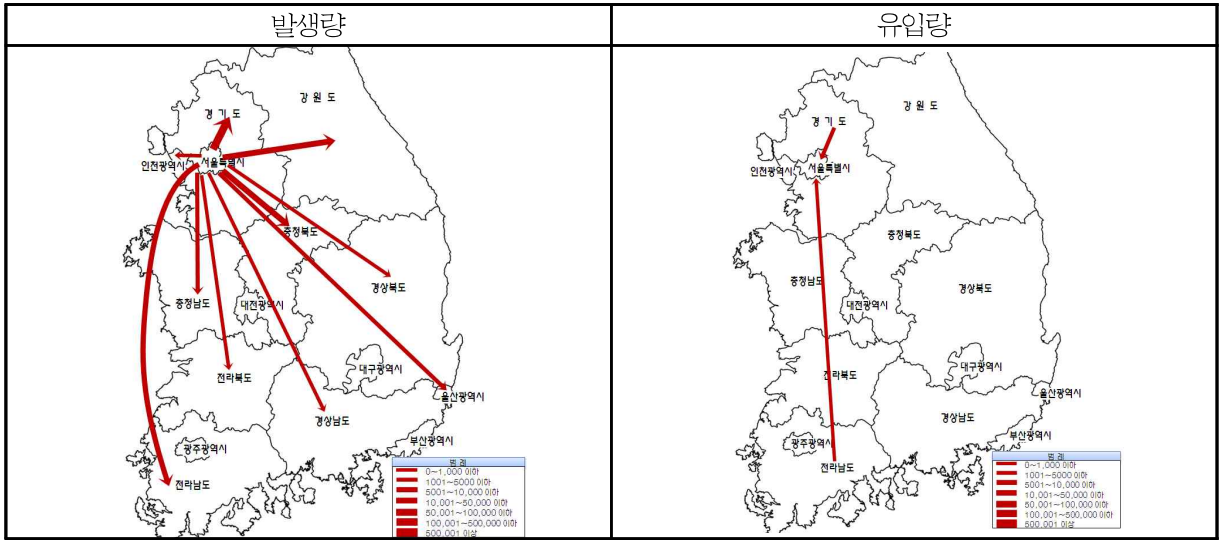 발생량
강 원 도
경 기 도
인천광역시
서울특별시
충청북도
경상북도
충청남도
대전광역시
대구광역시
전라북도
울산광역시
경상남도
부산광역시
광주광역시
전라남도
범 례
0~1,000 이하
1001~5000 이하
5001~10,000 이하
10,001~50,000 이하
50,001~100,000 이하
100,001~500,000 이하
500,001 이상
유입량
강 원 도
경 기 도
인천광역시
서울특별시
충청북도
충청남도
경상북도
대전광역시
대구광역시
전라북도
울산광역시
경상남도
부산광역시
광주광역시
전라남도
범 례
0~1,000 이하
1001~5000 이하
5001~10,000 이하
10,001~50,000 이하
50,001~100,000 이하
100,001~500,000 이하
500,001 이상